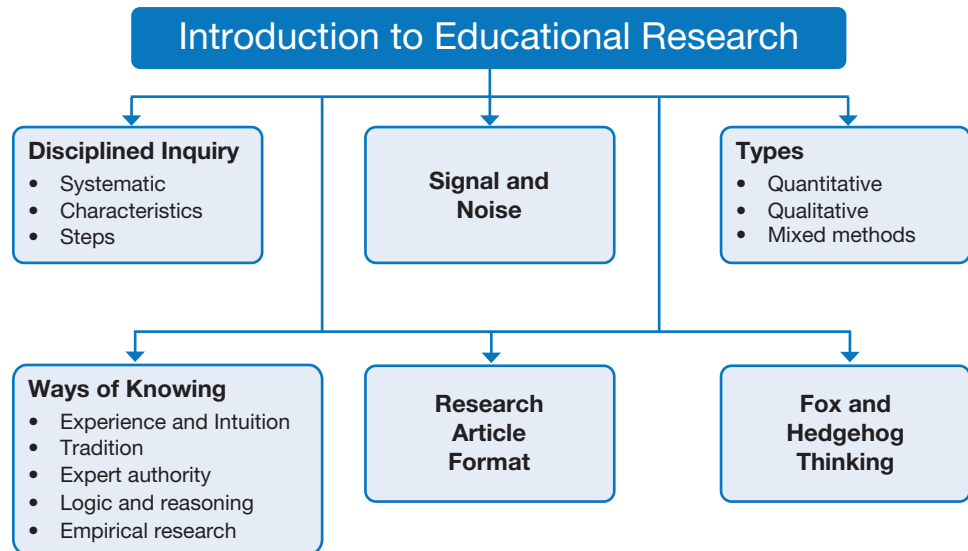 Introduction to Educational Research
Disciplined Inquiry
• Systematic
• Characteristics
• Steps
Signal and
Noise
Types
• Quantitative
• Qualitative
• Mixed methods
Ways of Knowing
• Experience and Intuition
• Tradition
• Expert authority
• Logic and reasoning
• Empirical research
Research
Article
Format
Fox and
Hedgehog
Thinking